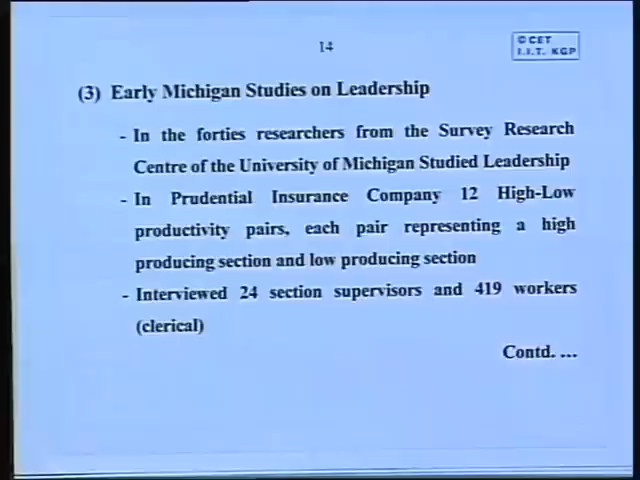 14
© CET
I.I.T. KGP
(3) Early Michigan Studies on Leadership
- In the forties researchers from the Survey Research
Centre of the University of Michigan Studied Leadership
- In Prudential Insurance Company 12 High-Low
productivity pairs, each pair representing a high
producing section and low producing section
- Interviewed 24 section supervisors and 419 workers
(clerical)
Contd. ...